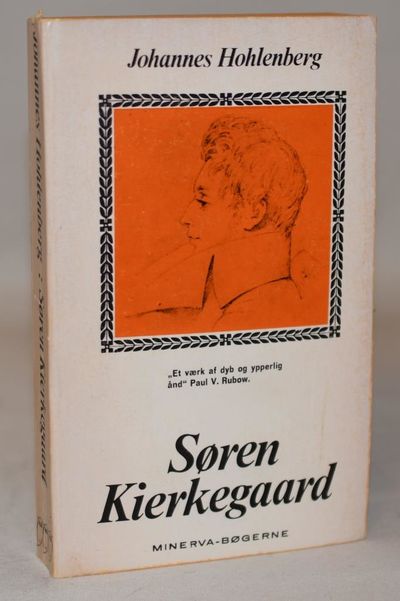 Johannes Hohlenberg
„Et værk af dyb og ypperlig
ånd“ Paul V. Rubow.
Søren
Kierkegaard
MINERVA-BØGERNE
Johannes Hohlenberg · Søren Kierkegaard